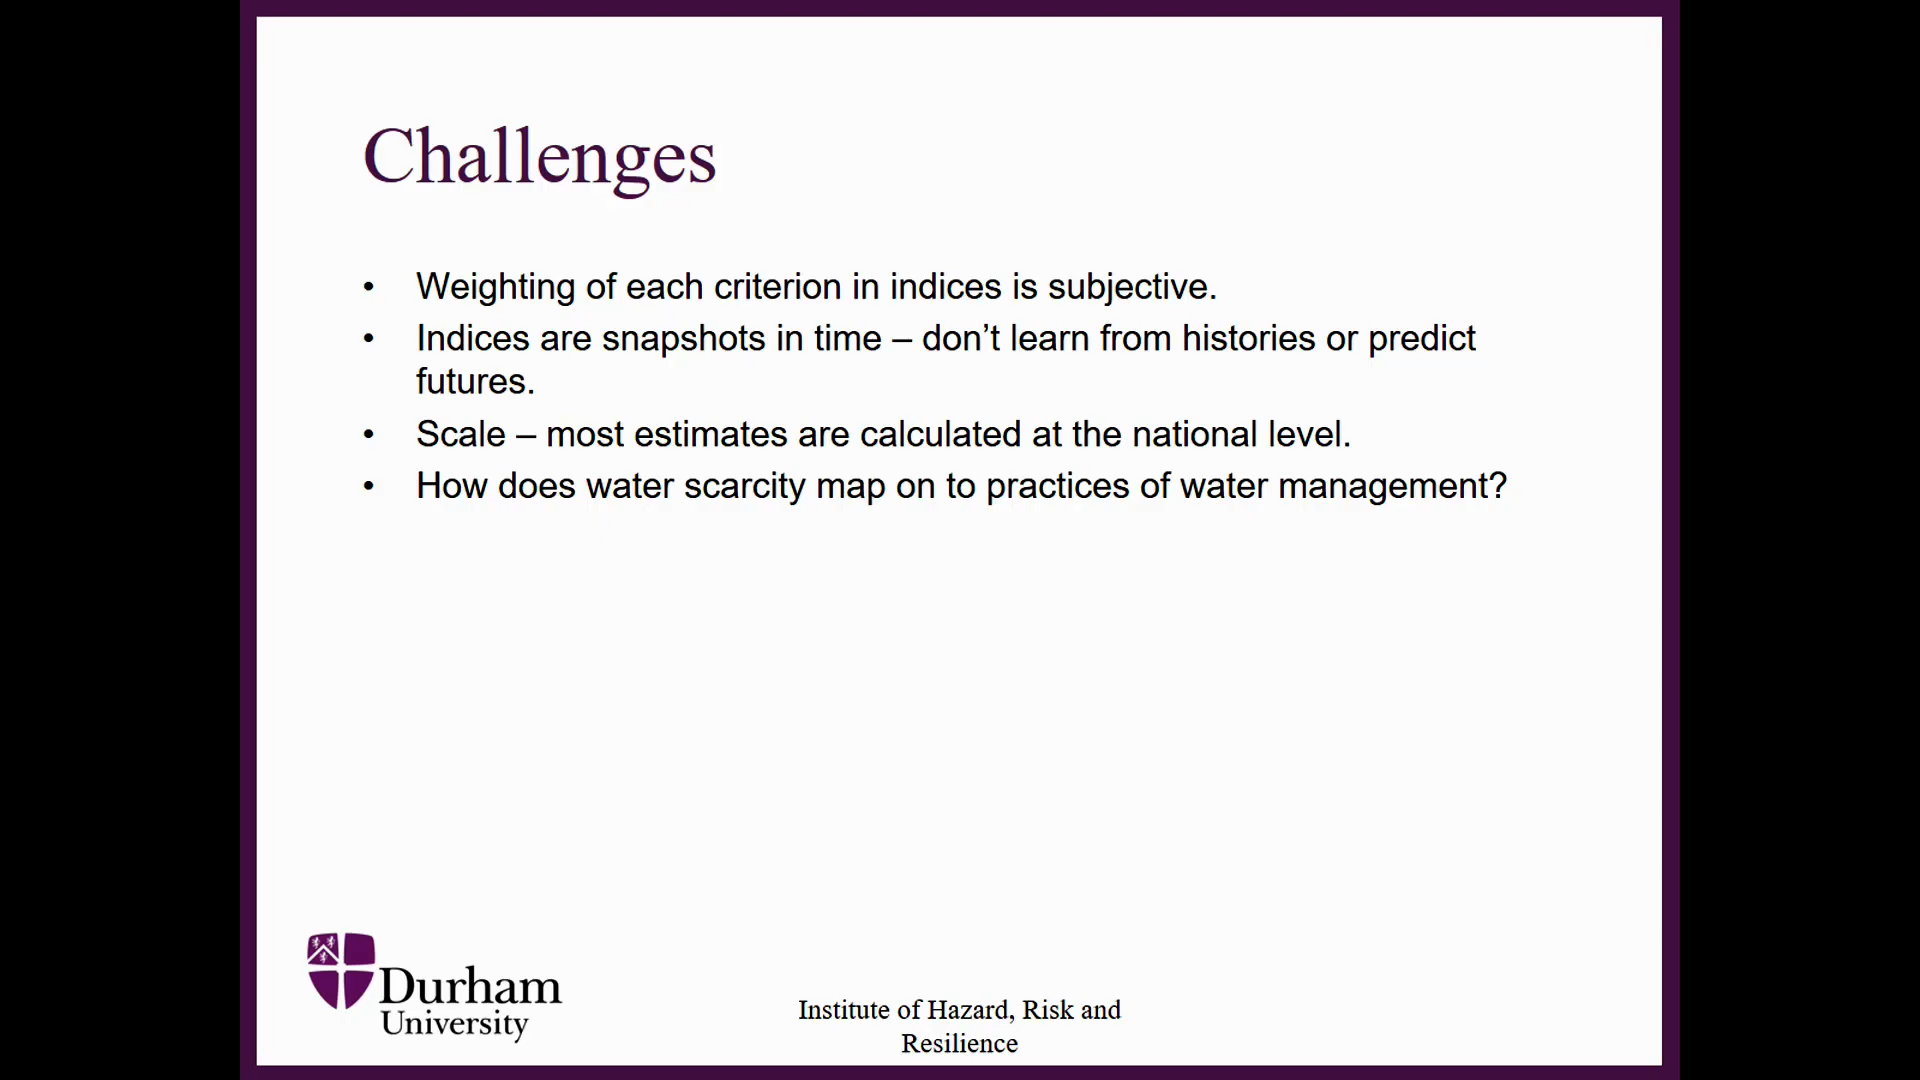 Challenges
• Weighting of each criterion in indices is subjective.
• Indices are snapshots in time – don’t learn from histories or predict
futures.
• Scale – most estimates are calculated at the national level.
• How does water scarcity map on to practices of water management?
Durham
University
Institute of Hazard, Risk and
Resilience